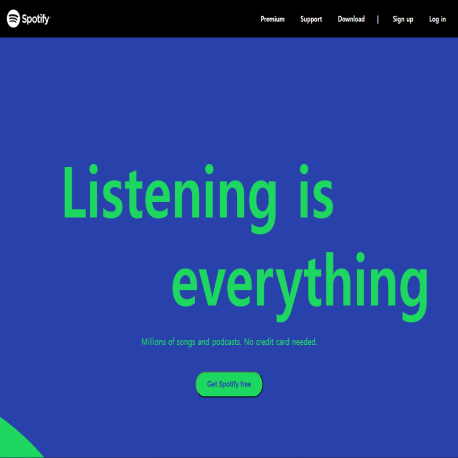 Spotify
Premium Support Download | Sign up Log in
Listening is
everything
Millions of songs and podcasts. No credit card needed.
Get Spotify free